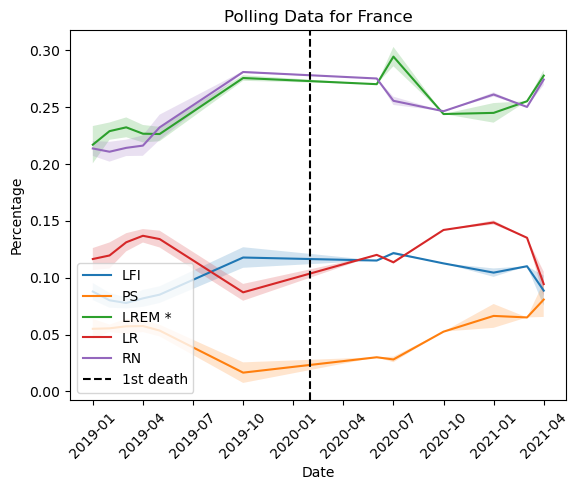 Polling Data for France
Percentage
0.30
0.25
0.20
0.15
0.10
0.05
0.00
LFI
PS
LREM *
LR
RN
1st death
2019-01
2019-04
2019-07
2019-10
2020-01
2020-04
2020-07
2020-10
2021-01
2021-04
Date